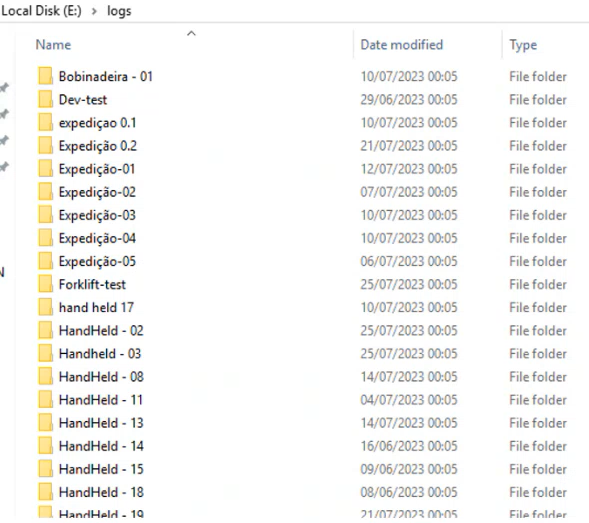 Local Disk (E:) > logs
Name Date modified Type
Bobinadeira - 01 10/07/2023 00:05 File folder
Dev-test 29/06/2023 00:05 File folder
expediçao 0.1 10/07/2023 00:05 File folder
Expedição 0.2 21/07/2023 00:05 File folder
Expedição-01 12/07/2023 00:05 File folder
Expedição-02 07/07/2023 00:05 File folder
Expedição-03 10/07/2023 00:05 File folder
Expedição-04 10/07/2023 00:05 File folder
Expedição-05 06/07/2023 00:05 File folder
Forklift-test 25/07/2023 00:05 File folder
hand held 17 10/07/2023 00:05 File folder
HandHeld - 02 25/07/2023 00:05 File folder
Handheld - 03 25/07/2023 00:05 File folder
HandHeld - 08 14/07/2023 00:05 File folder
HandHeld - 11 04/07/2023 00:05 File folder
HandHeld - 13 14/07/2023 00:05 File folder
HandHeld - 14 16/06/2023 00:05 File folder
HandHeld - 15 09/06/2023 00:05 File folder
HandHeld - 18 08/06/2023 00:05 File folder
HandHeld - 19 21/07/2023 00:05 File folder